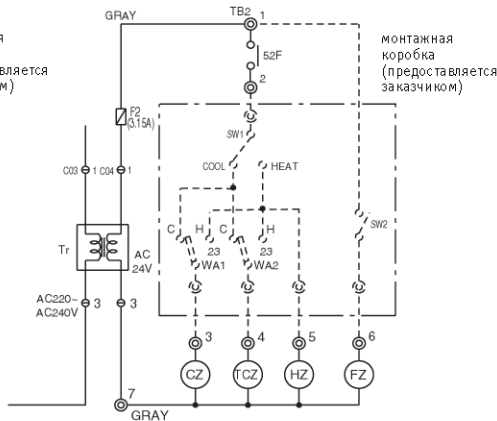 GRAY
TB2
1
52F
2
монтажная
коробка
(предоставляется
заказчиком)
F2
(3.15A)
SW1
COOL
HEAT
C03 1 C04 1
C H C H
SW2
23 23
WA1 WA2
Tr
AC
24V
AC220~
AC240V
3 3
3 4 5 6
CZ TCZ HZ FZ
7
GRAY